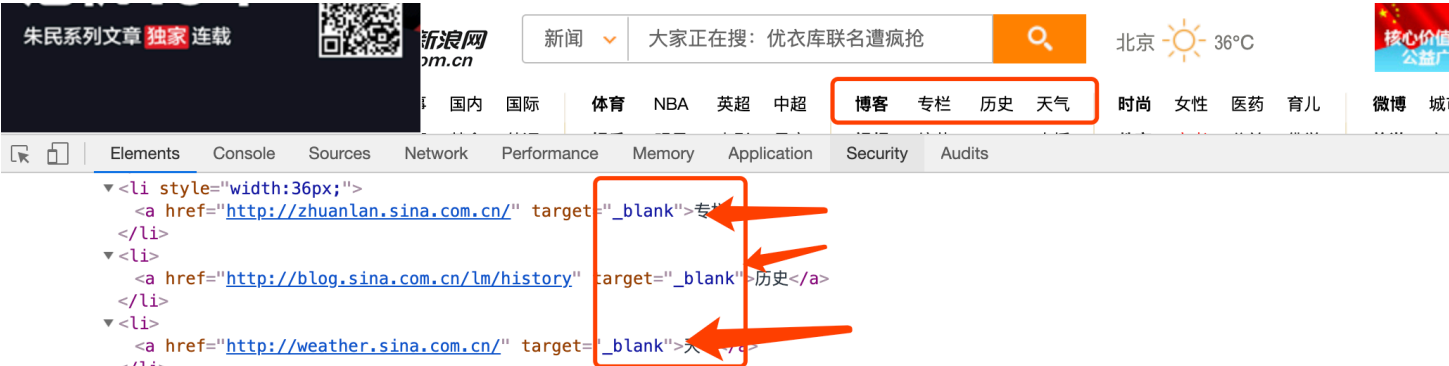 朱民系列文章 独家 连载
新浪网
om.cn
新闻
大家正在搜：优衣库联名遭疯抢
北京
36°C
核心价值
公益广
国内 国际 体育 NBA 英超 中超 博客 专栏 历史 天气 时尚 女性 医药 育儿 微博
Elements Console Sources Network Performance Memory Application Security Audits
▼<li style="width:36px;">
<a href="http://zhuanlan.sina.com.cn/" target="_blank">专栏
</li>
▼<li>
<a href="http://blog.sina.com.cn/lm/history" target="_blank">历史</a>
</li>
▼<li>
<a href="http://weather.sina.com.cn/" target="_blank">天</a>
</li>